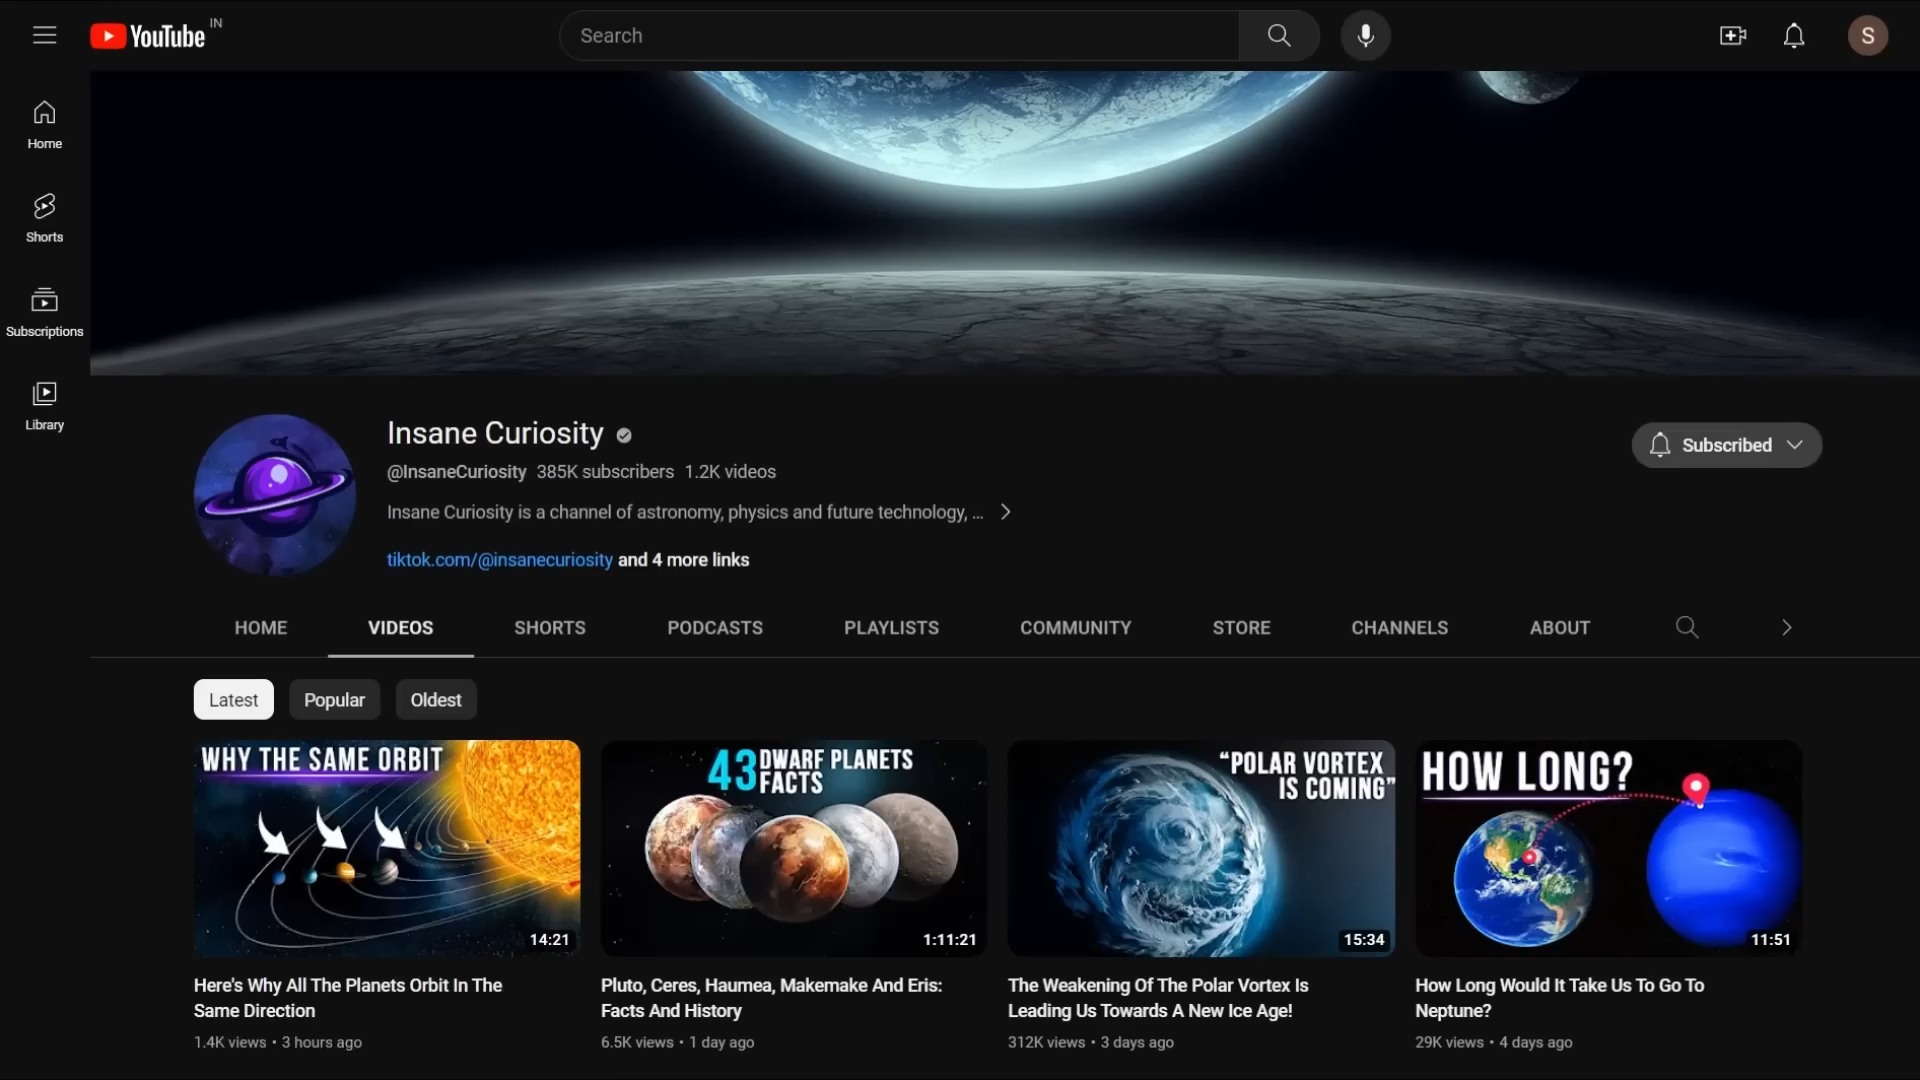 YouTube IN
Search
S
Home
Shorts
Subscriptions
Library
Insane Curiosity
@InsaneCuriosity 385K subscribers 1.2K videos
Insane Curiosity is a channel of astronomy, physics and future technology, ...
tiktok.com/@insanecuriosity and 4 more links
Subscribed
HOME VIDEOS SHORTS PODCASTS PLAYLISTS COMMUNITY STORE CHANNELS ABOUT
Latest Popular Oldest
WHY THE SAME ORBIT
14:21
Here's Why All The Planets Orbit In The
Same Direction
1.4K views • 3 hours ago
43 DWARF PLANETS
FACTS
1:11:21
Pluto, Ceres, Haumea, Makemake And Eris:
Facts And History
6.5K views • 1 day ago
“POLAR VORTEX
IS COMING”
15:34
The Weakening Of The Polar Vortex Is
Leading Us Towards A New Ice Age!
312K views • 3 days ago
HOW LONG?
11:51
How Long Would It Take Us To Go To
Neptune?
29K views • 4 days ago